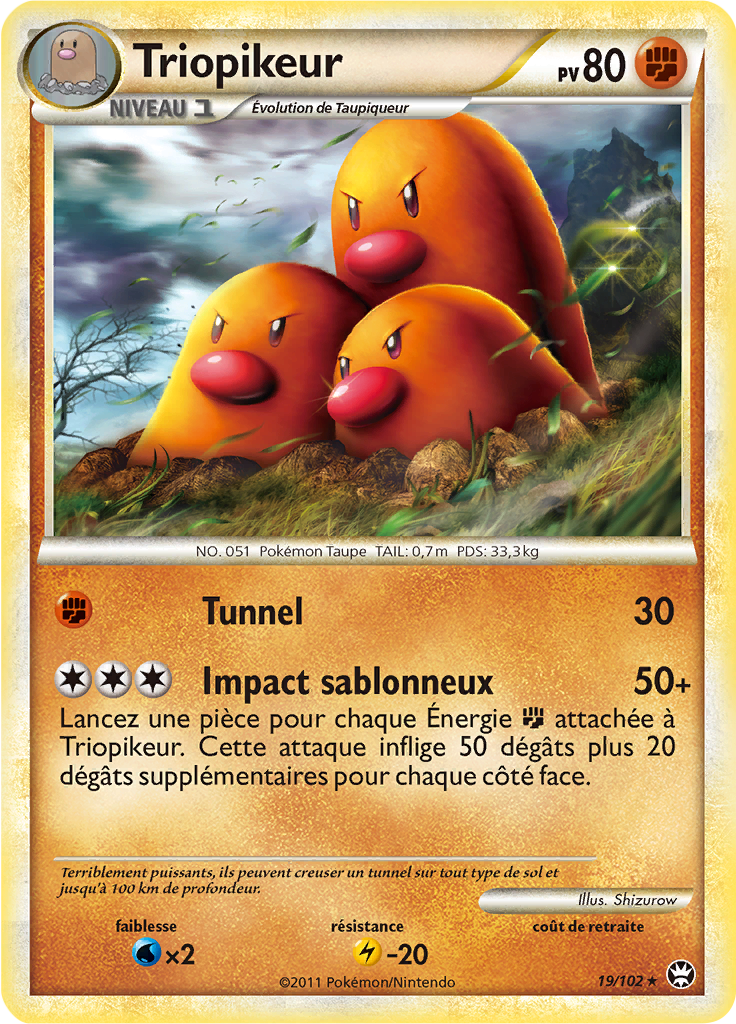 Triopikeur
PV 80
NIVEAU 1
Évolution de Taupiqueur
NO. 051 Pokémon Taupe TAIL: 0,7 m PDS: 33,3 kg
Tunnel 30
Impact sablonneux 50+
Lancez une pièce pour chaque Énergie attachée à
Triopikeur. Cette attaque inflige 50 dégâts plus 20
dégâts supplémentaires pour chaque côté face.
Terriblement puissants, ils peuvent creuser un tunnel sur tout type de sol et
jusqu'à 100 km de profondeur.
Illus. Shizurow
faiblesse résistance coût de retraite
×2 -20
©2011 Pokémon/Nintendo
19/102 ★